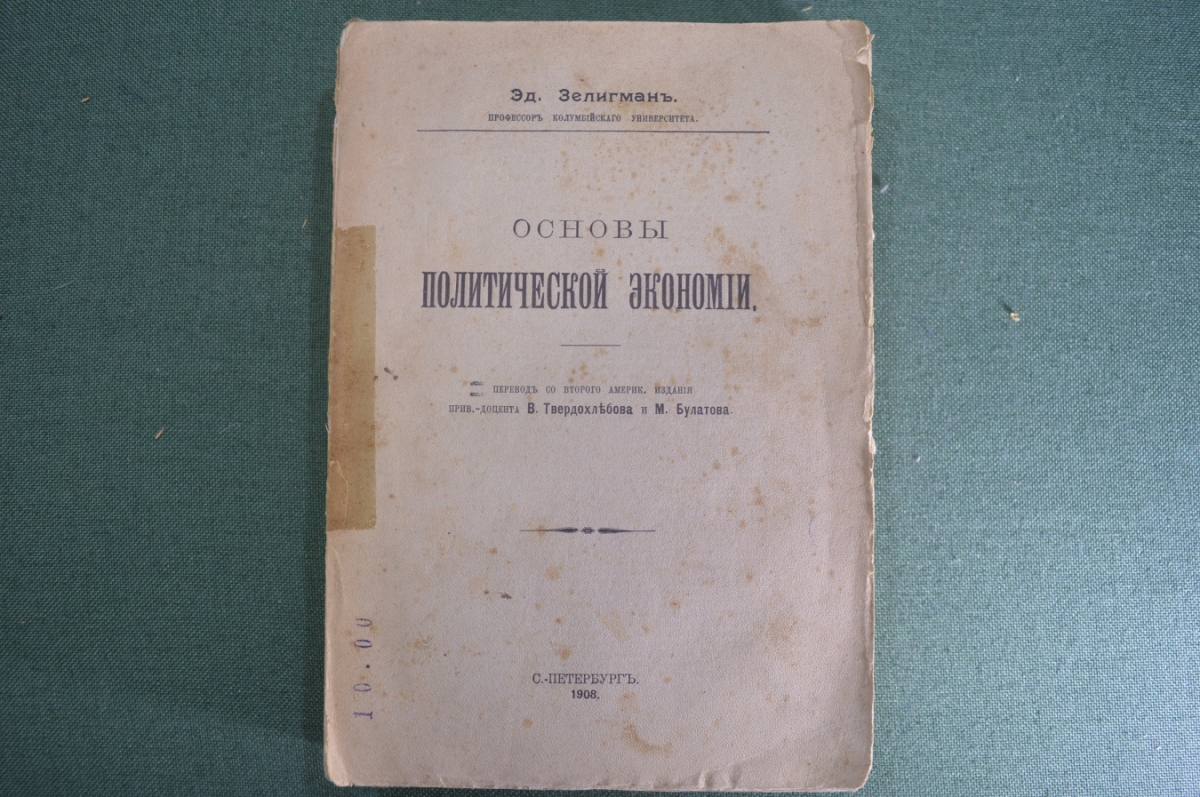 Эд. Зелигманъ.
ПРОФЕССОРЪ КОЛУМБІЙСКАГО УНИВЕРСИТЕТА.
ОСНОВЫ
ПОЛИТИЧЕСКОЙ ЭКОНОМІИ.
ПЕРЕВОДЪ СО ВТОРОГО АМЕРИК. ИЗДАНІЯ
ПРИВ.-ДОЦЕНТА В. Твердохлѣбова и М. Булатова.
С.-ПЕТЕРБУРГЪ.
1908.
10.00